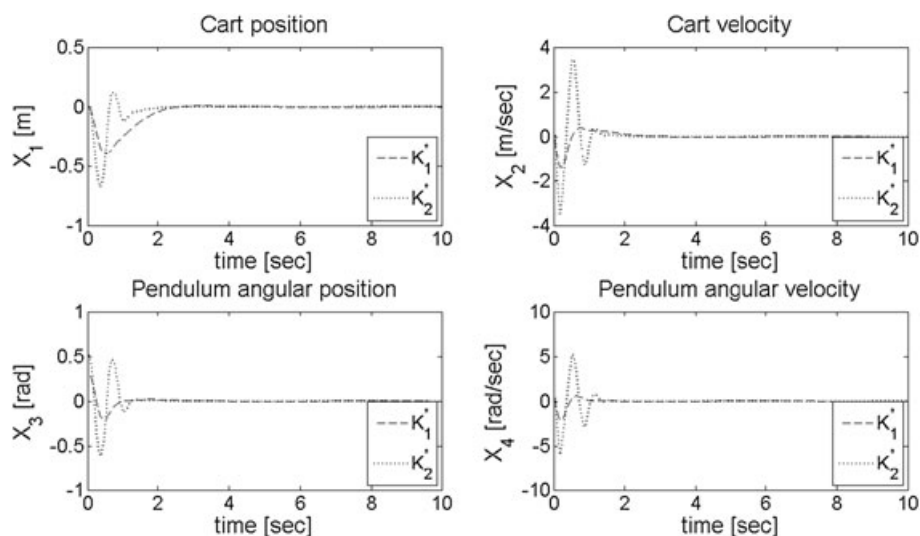 Cart position
0.5
0
-0.5
-1
X1 [m]
K1*
K2*
0 2 4 6 8 10
time [sec]
Cart velocity
4
2
0
-2
-4
X2 [m/sec]
K1*
K2*
0 2 4 6 8 10
time [sec]
Pendulum angular position
1
0.5
0
-0.5
-1
X3 [rad]
K1*
K2*
0 2 4 6 8 10
time [sec]
Pendulum angular velocity
10
5
0
-5
-10
X4 [rad/sec]
K1*
K2*
0 2 4 6 8 10
time [sec]